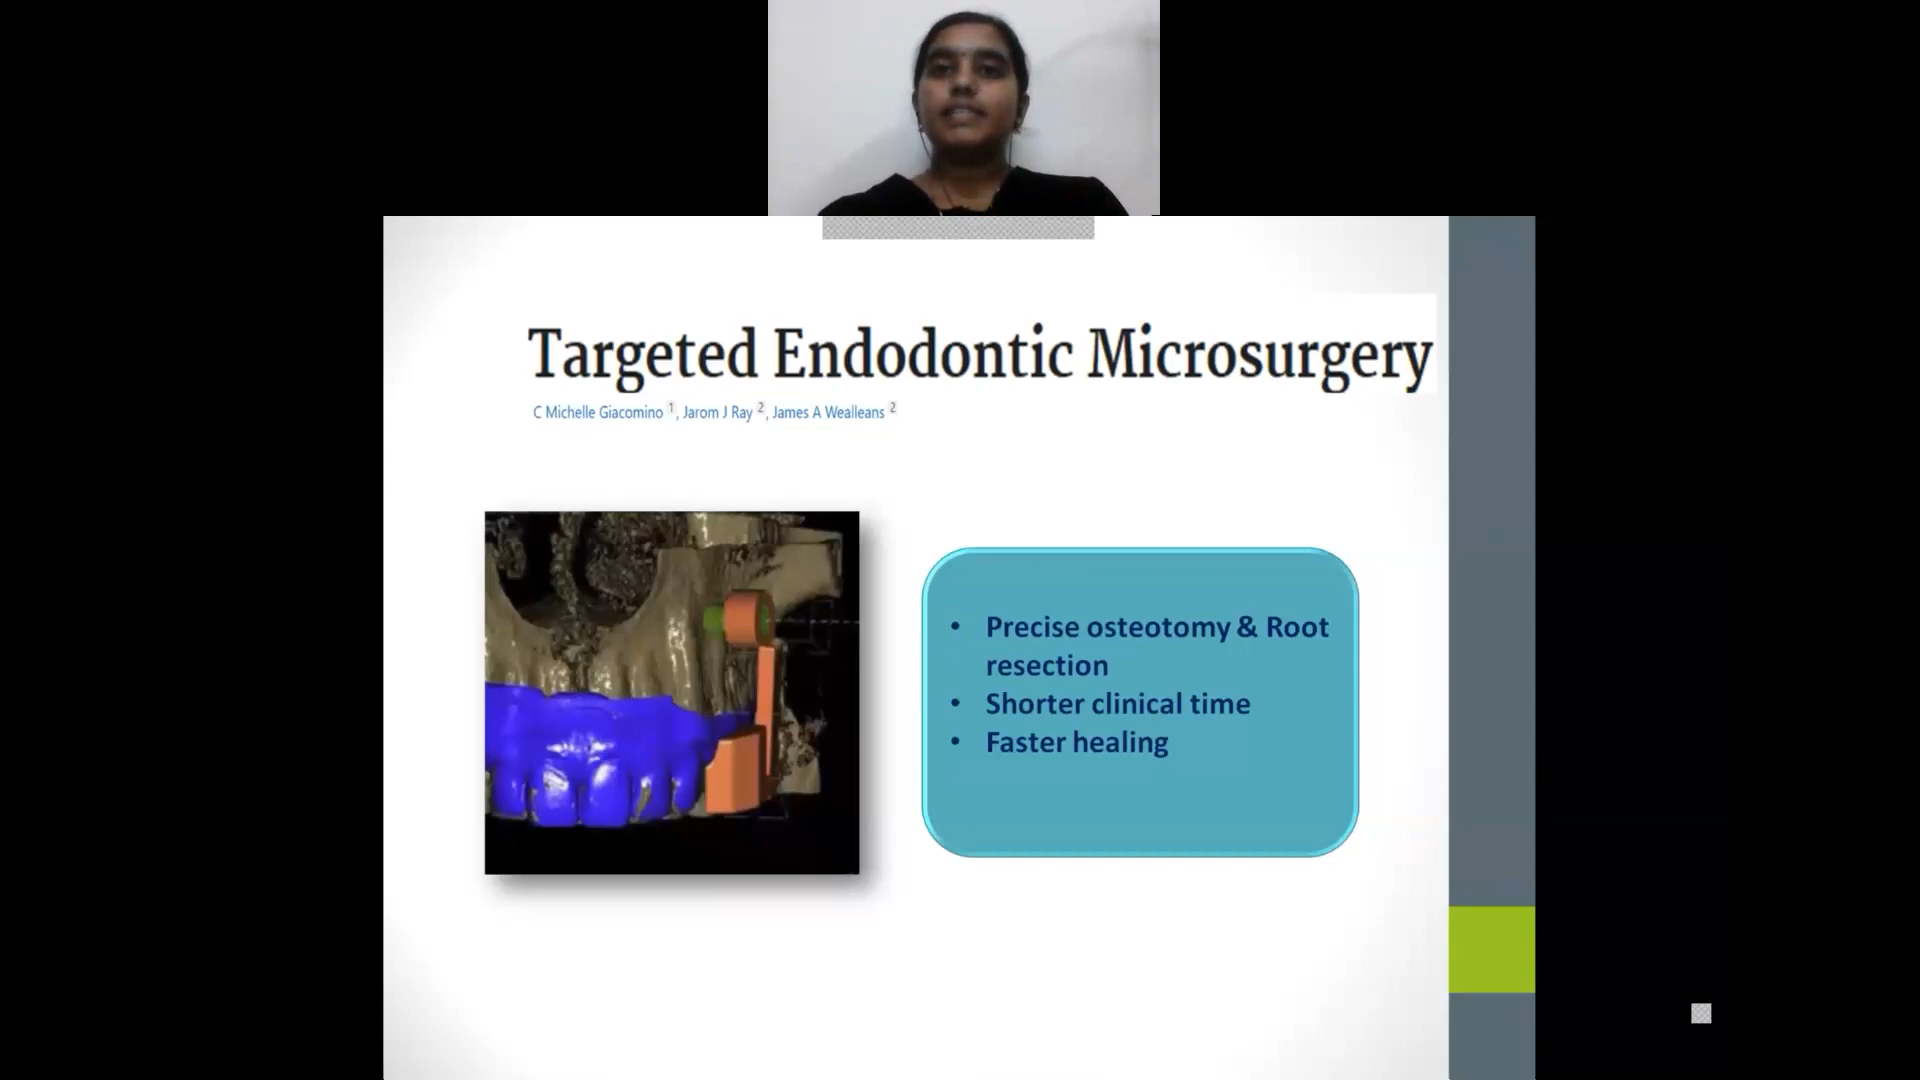 Targeted Endodontic Microsurgery
C Michelle Giacomino 1, Jarom J Ray 2, James A Wealleans 2
• Precise osteotomy & Root
resection
• Shorter clinical time
• Faster healing